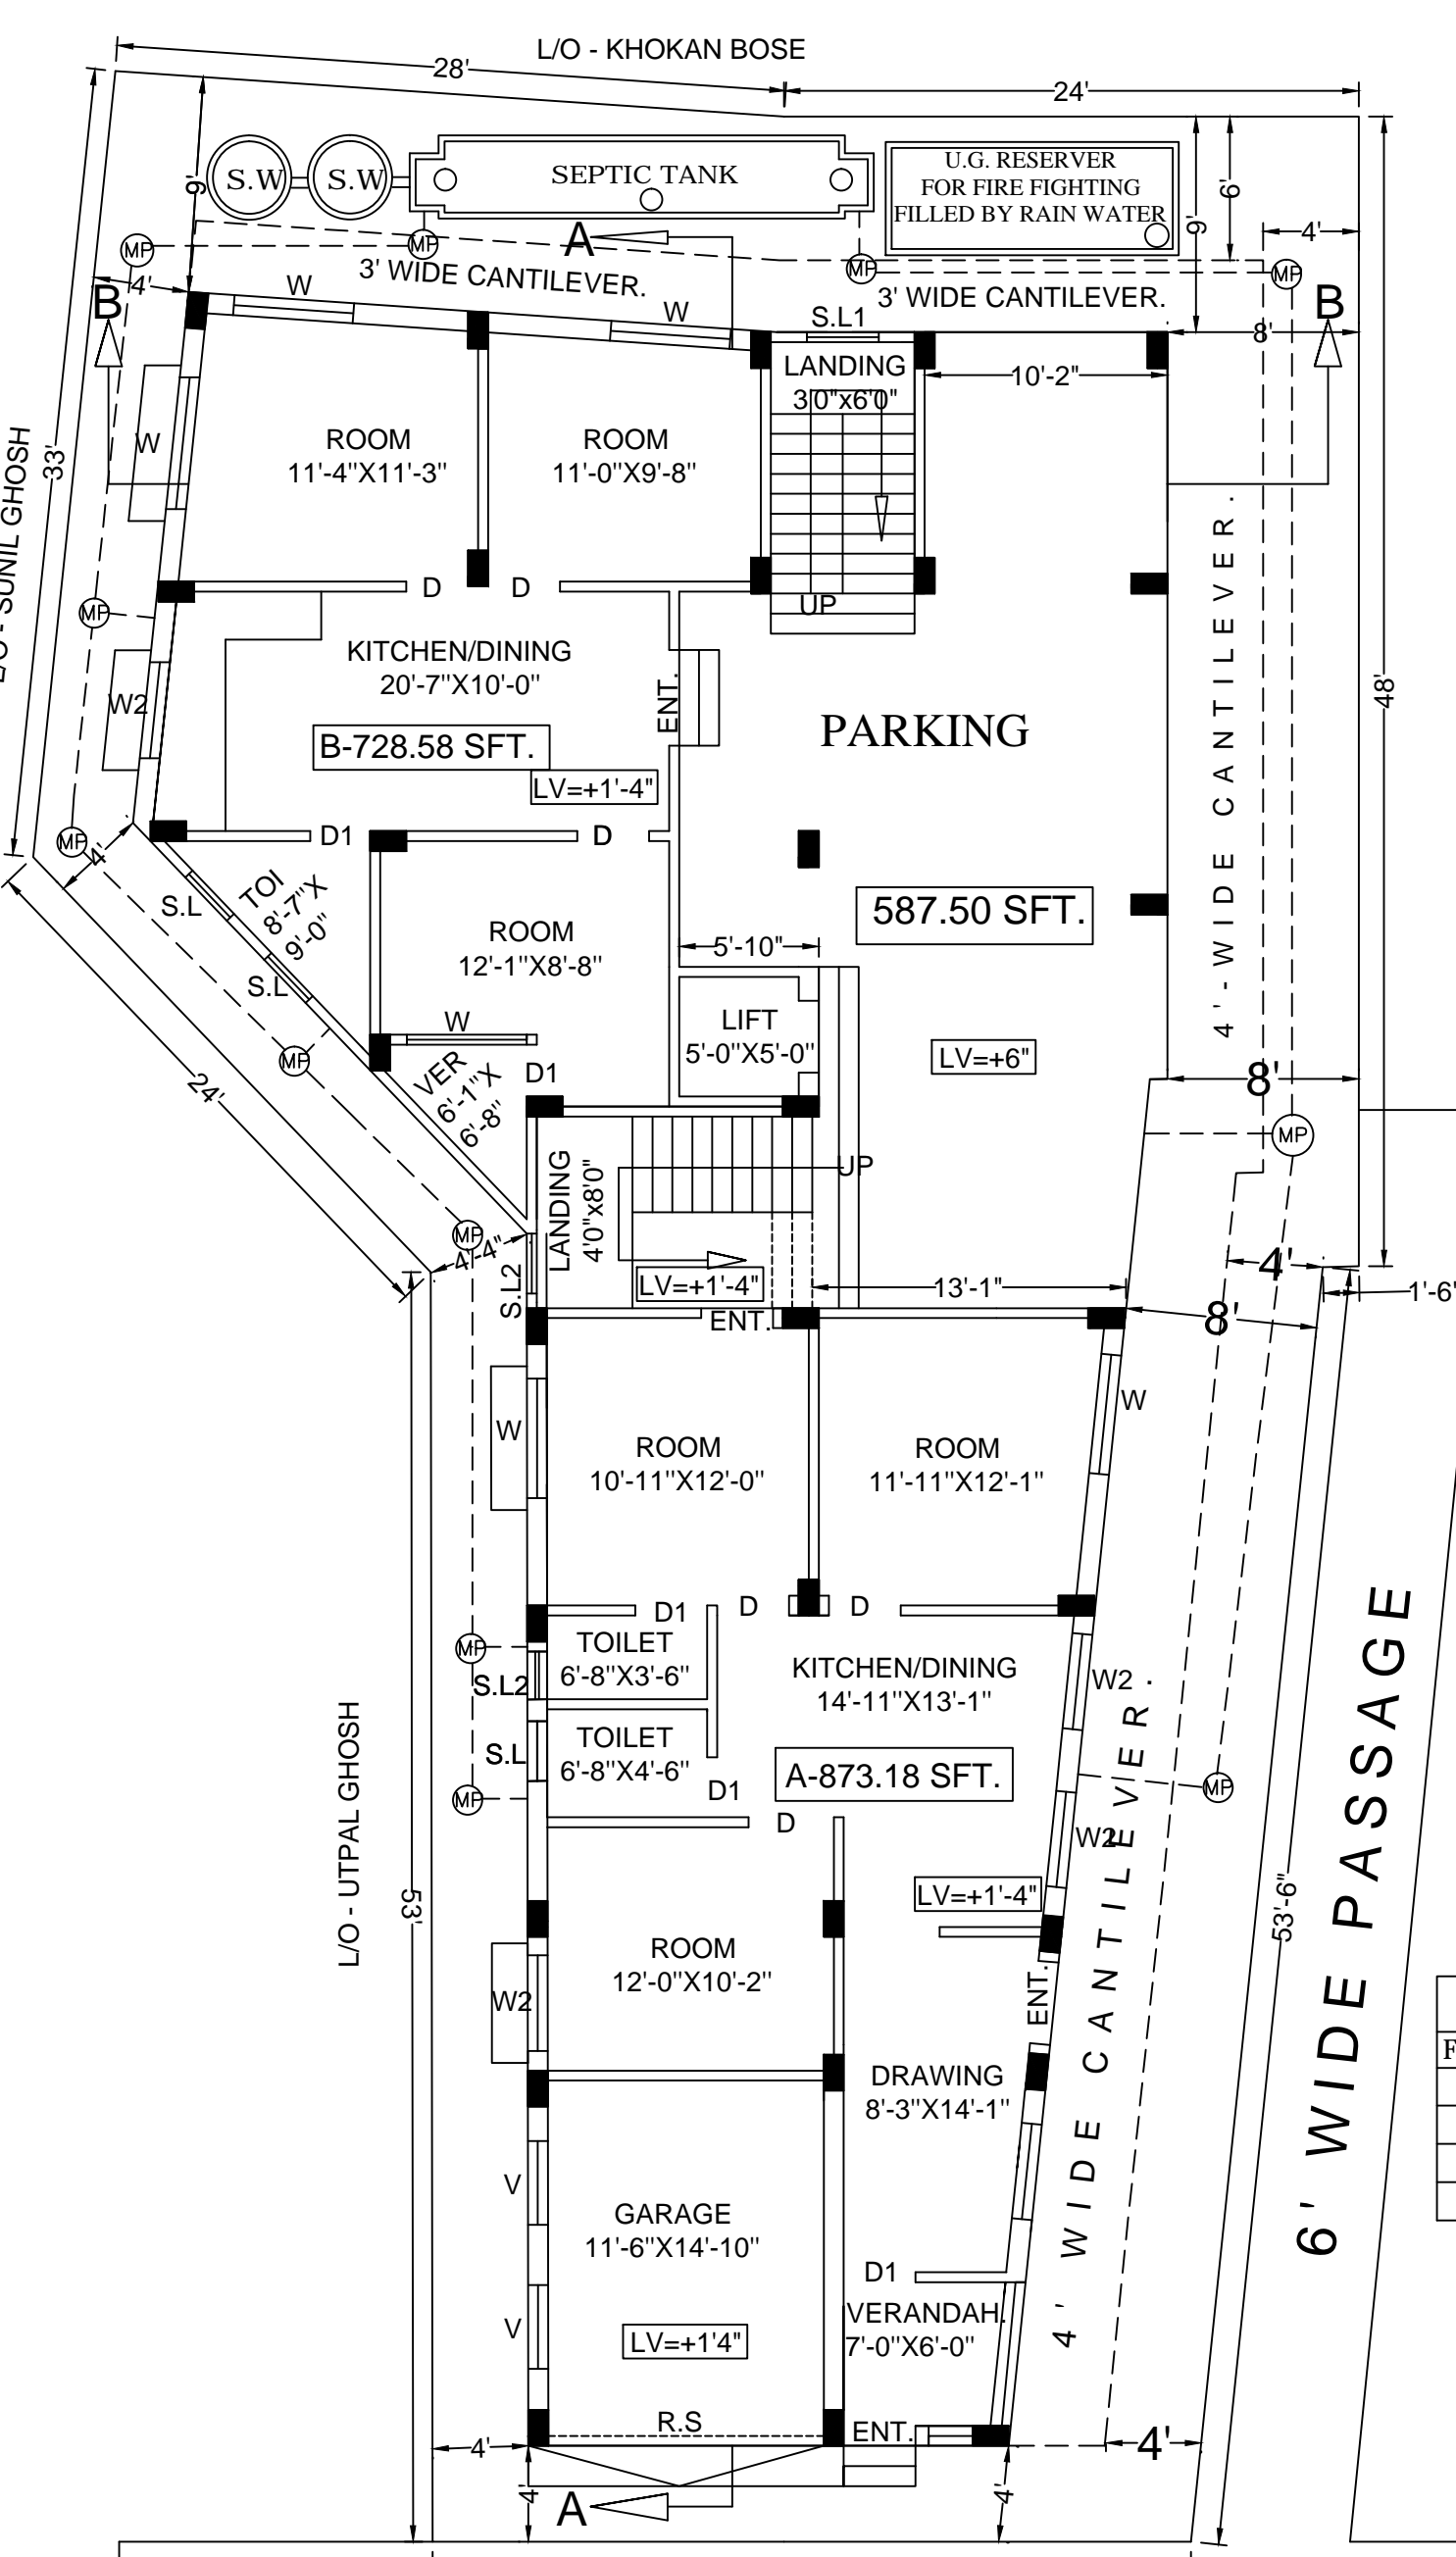 L/O - KHOKAN BOSE
28'
24'
S.W
S.W
SEPTIC TANK
U.G. RESERVER
FOR FIRE FIGHTING
FILLED BY RAIN WATER
9'
6'
9'
4'
MP
MP
MP
MP
A
3' WIDE CANTILEVER.
3' WIDE CANTILEVER.
4'
B
B
W
W
S.L1
8'
LANDING
3'0"x6'0"
10'-2"
L/O - SUNIL GHOSH
33'
W
ROOM
11'-4"X11'-3"
ROOM
11'-0"X9'-8"
4'-WIDE CANTILEVER.
48'
D
D
UP
MP
KITCHEN/DINING
20'-7"X10'-0"
ENT.
W2
B-728.58 SFT.
LV=+1'-4"
PARKING
MP
4'
D1
D
S.L
TOI
8'-7"X
9'-0"
587.50 SFT.
ROOM
12'-1"X8'-8"
5'-10"
S.L
W
LIFT
5'-0"X5'-0"
LV=+6"
MP
24'
VER
6'-1"X
6'-8"
D1
8'
MP
LANDING
4'0"x8'0"
UP
MP
4'-4"
S.L2
LV=+1'-4"
13'-1"
4'
1'-6"
8'
ENT.
W
W
ROOM
10'-11"X12'-0"
ROOM
11'-11"X12'-1"
D1
D
D
MP
TOILET
6'-8"X3'-6"
S.L2
KITCHEN/DINING
14'-11"X13'-1"
W2
TOILET
6'-8"X4'-6"
S.L
A-873.18 SFT.
MP
D1
MP
D
W2
L/O - UTPAL GHOSH
53'
LV=+1'-4"
53'-6"
6' WIDE PASSAGE
4' WIDE CANTILEVER.
ROOM
12'-0"X10'-2"
W2
ENT.
F
DRAWING
8'-3"X14'-1"
V
GARAGE
11'-6"X14'-10"
D1
V
LV=+1'4"
VERANDAH.
7'-0"X6'-0"
R.S
ENT.
4'
4'
4'
A
4'